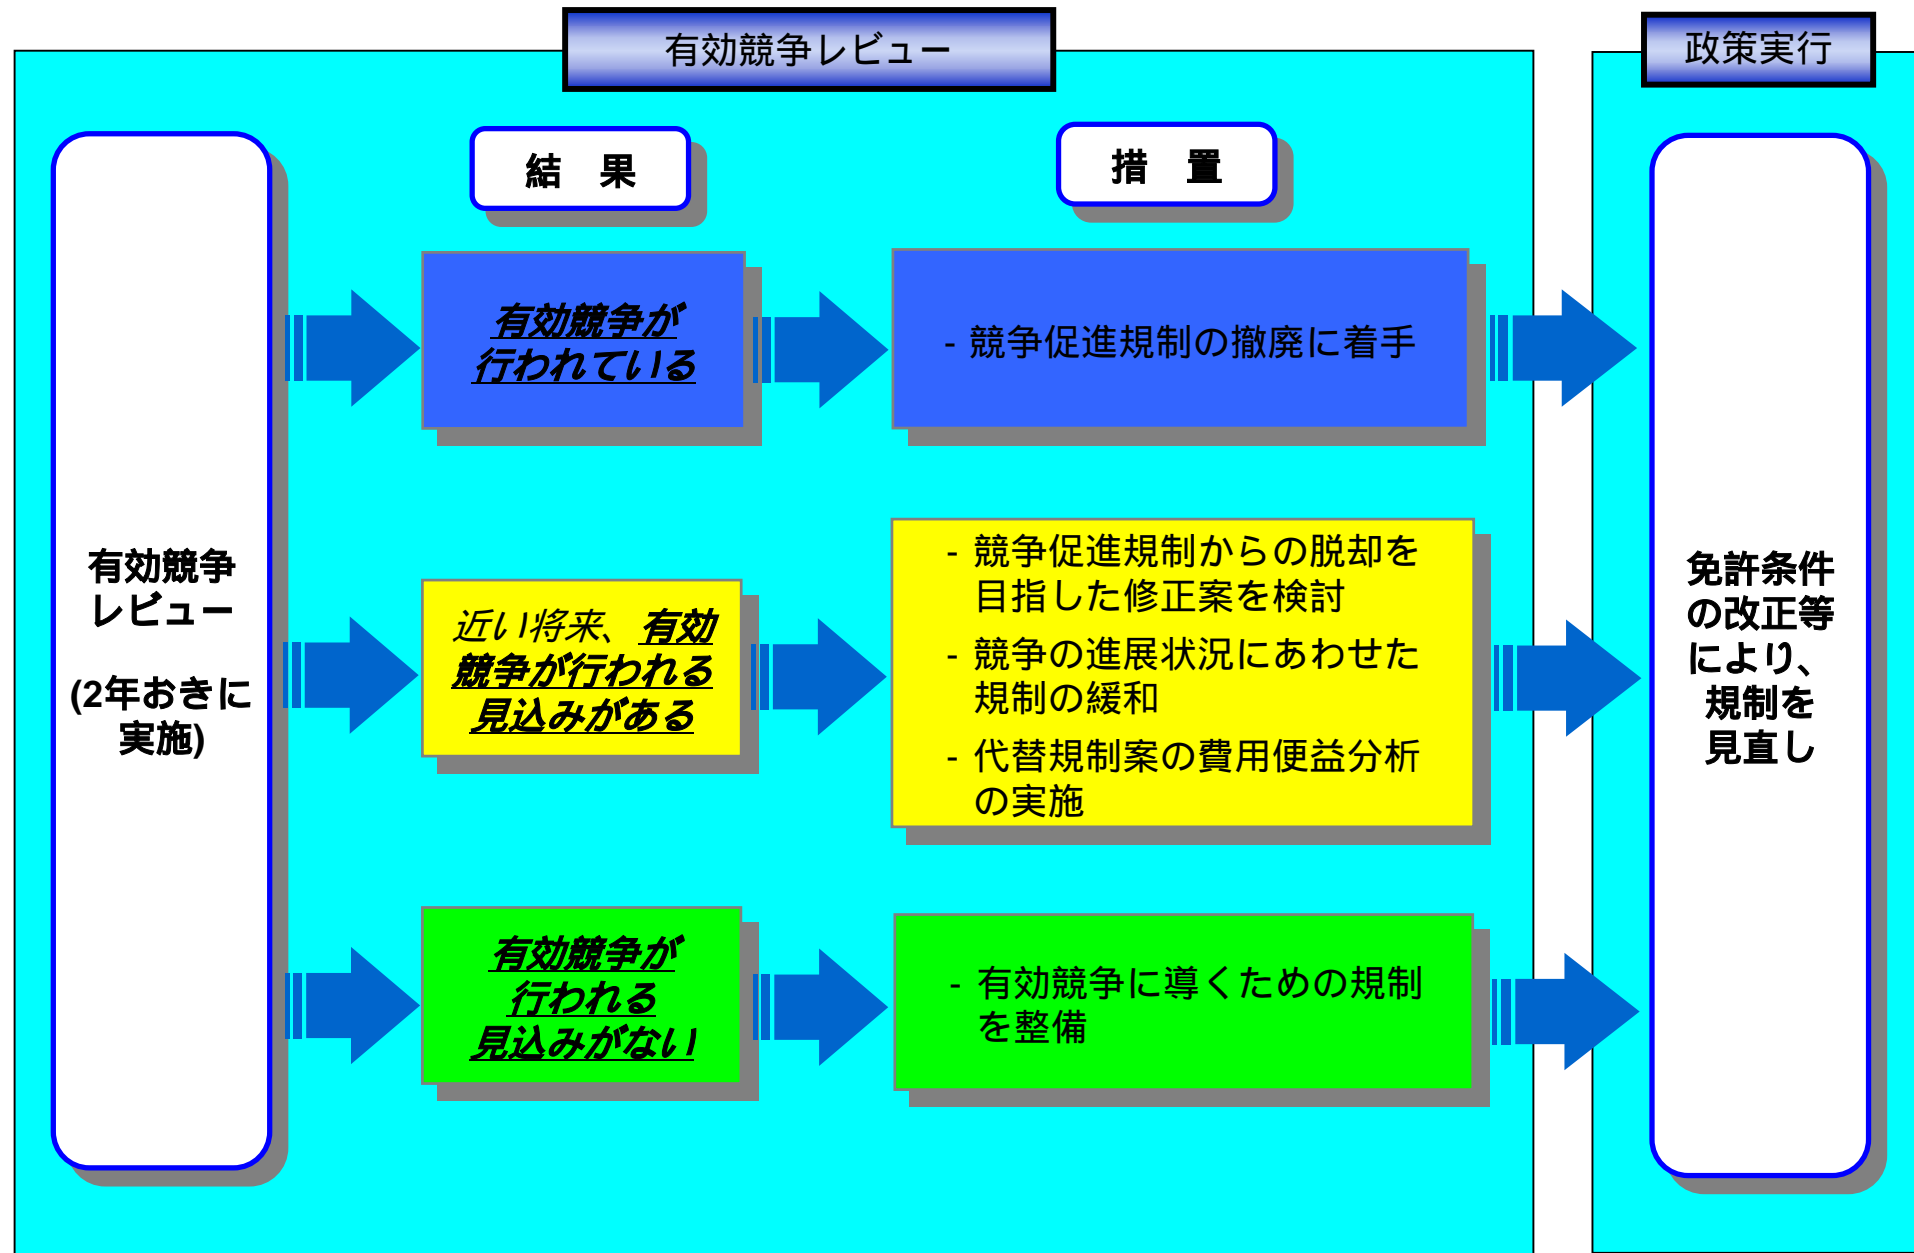 有効競争レビュー
政策実行
結　果
措　置
有効競争
レビュー
(2年おきに
実施)
有効競争が
行われている
- 競争促進規制の撤廃に着手
近い将来、有効
競争が行われる
見込みがある
- 競争促進規制からの脱却を
目指した修正案を検討
- 競争の進展状況にあわせた
規制の緩和
- 代替規制案の費用便益分析
の実施
有効競争が
行われる
見込みがない
- 有効競争に導くための規制
を整備
免許条件
の改正等
により、
規制を
見直し